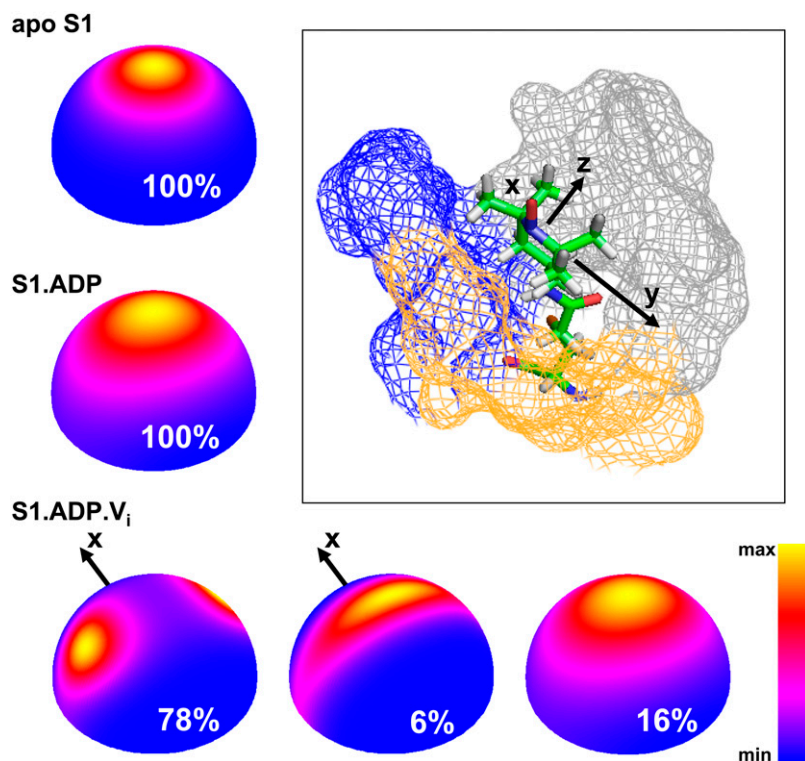 apo S1
100%
x
z
y
S1.ADP
100%
S1.ADP.Vi
x
78%
x
6%
16%
max
min